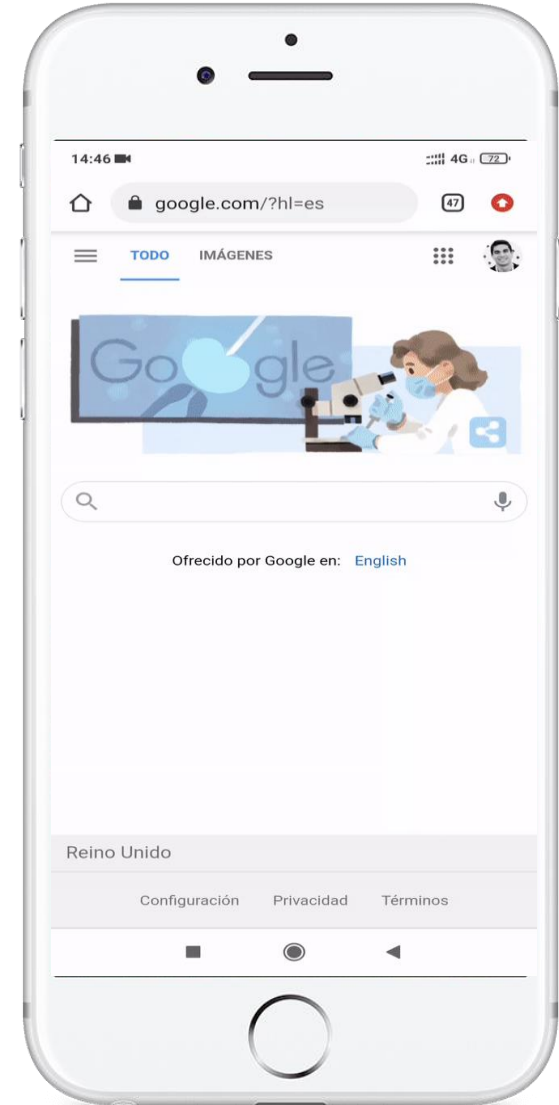 14:46 4G 72
google.com/?hl=es 47
TODO IMÁGENES
Google
Ofrecido por Google en: English
Reino Unido
Configuración Privacidad Términos